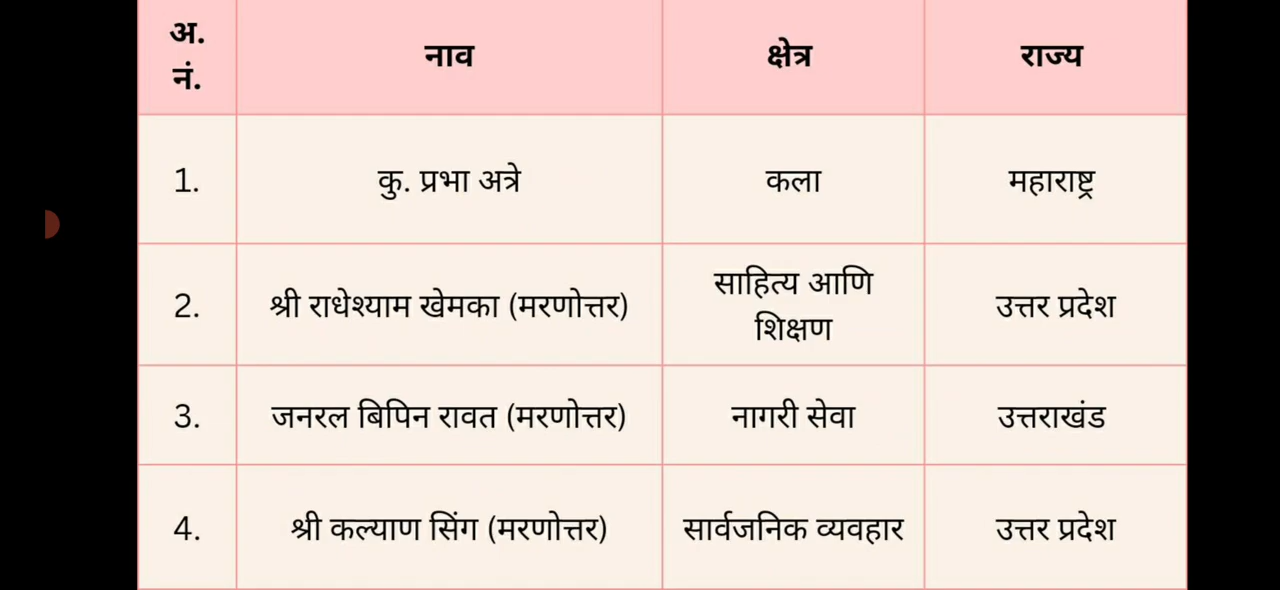 अ. नं. नाव क्षेत्र राज्य
1. कु. प्रभा अत्रे कला महाराष्ट्र
2. श्री राधेश्याम खेमका (मरणोत्तर) साहित्य आणि शिक्षण उत्तर प्रदेश
3. जनरल बिपिन रावत (मरणोत्तर) नागरी सेवा उत्तराखंड
4. श्री कल्याण सिंग (मरणोत्तर) सार्वजनिक व्यवहार उत्तर प्रदेश